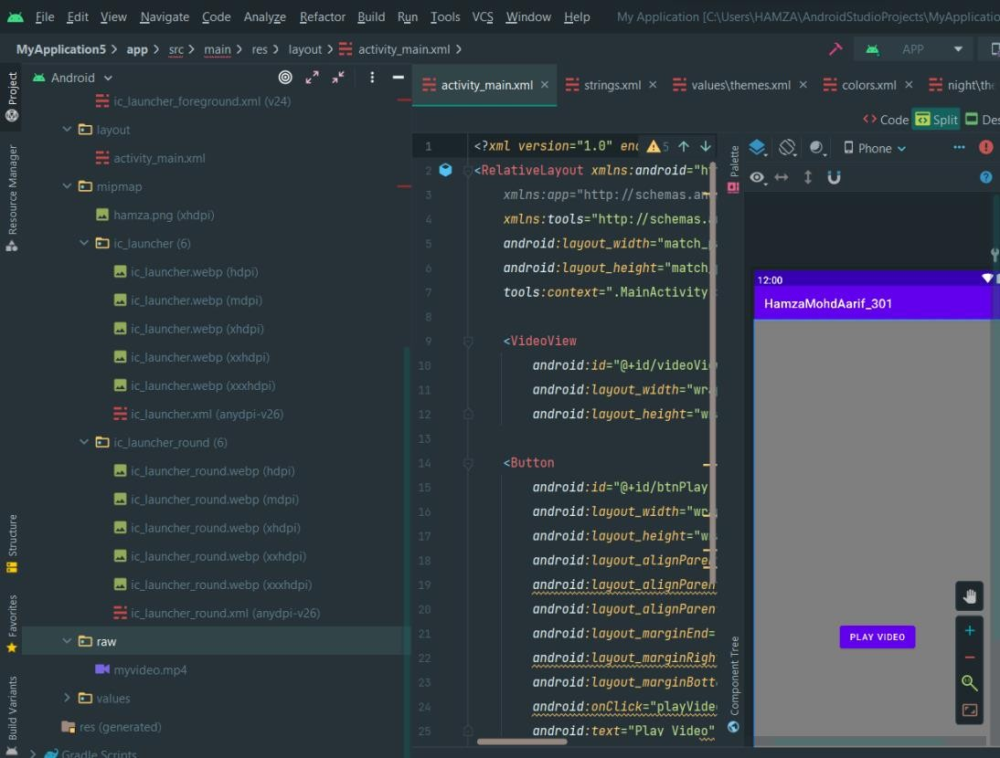 File Edit View Navigate Code Analyze Refactor Build Run Tools VCS Window Help My Application [C:\Users\HAMZA\AndroidStudioProjects\MyApplicatio
MyApplication5 > app > src > main > res > layout > activity_main.xml >
APP
Project
Resource Manager
Structure
Favorites
Build Variants
Android
ic_launcher_foreground.xml (v24)
layout
activity_main.xml
mipmap
hamza.png (xhdpi)
ic_launcher (6)
ic_launcher.webp (hdpi)
ic_launcher.webp (mdpi)
ic_launcher.webp (xhdpi)
ic_launcher.webp (xxhdpi)
ic_launcher.webp (xxxhdpi)
ic_launcher.xml (anydpi-v26)
ic_launcher_round (6)
ic_launcher_round.webp (hdpi)
ic_launcher_round.webp (mdpi)
ic_launcher_round.webp (xhdpi)
ic_launcher_round.webp (xxhdpi)
ic_launcher_round.webp (xxxhdpi)
ic_launcher_round.xml (anydpi-v26)
raw
myvideo.mp4
values
res (generated)
Gradle Scripts
activity_main.xml strings.xml values\themes.xml colors.xml night\the
Code Split Des
1 <?xml version="1.0" enc 5
2 <RelativeLayout xmlns:android="h
3 xmlns:app="http://schemas.an
4 xmlns:tools="http://schemas.
5 android:layout_width="match_
6 android:layout_height="match
7 tools:context=".MainActivity
8
9 <VideoView
10 android:id="@+id/videoVi
11 android:layout_width="wr
12 android:layout_height="w
13
14 <Button
15 android:id="@+id/btnPlay
16 android:layout_width="wr
17 android:layout_height="w
18 android:layout_alignPare
19 android:layout_alignParen
20 android:layout_alignParen
21 android:layout_marginEnd=
22 android:layout_marginRigh
23 android:layout_marginBott
24 android:onClick="playVide
25 android:text="Play Video"
Palette
Component Tree
Phone
12:00
HamzaMohdAarif_301
PLAY VIDEO